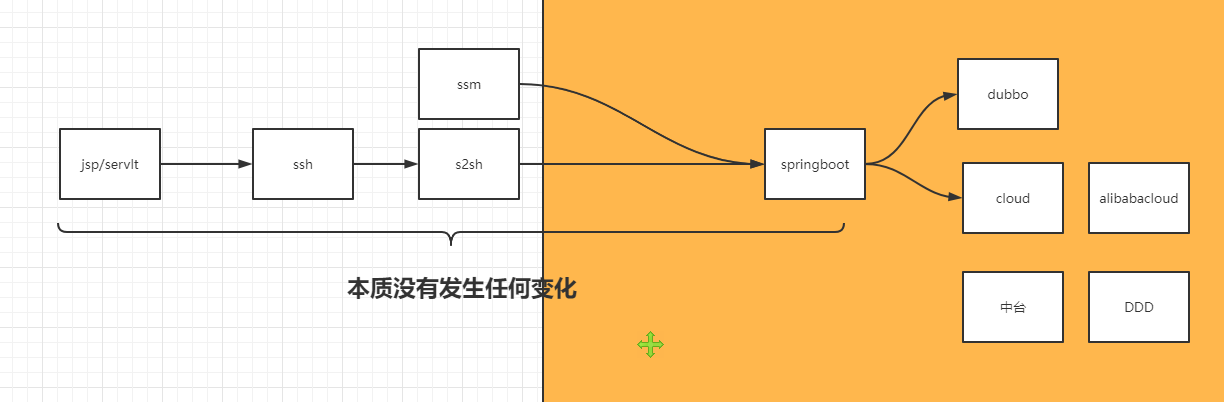 ssm
dubbo
jsp/servlt
ssh
s2sh
springboot
cloud
alibabacloud
本质没有发生任何变化
中台
DDD